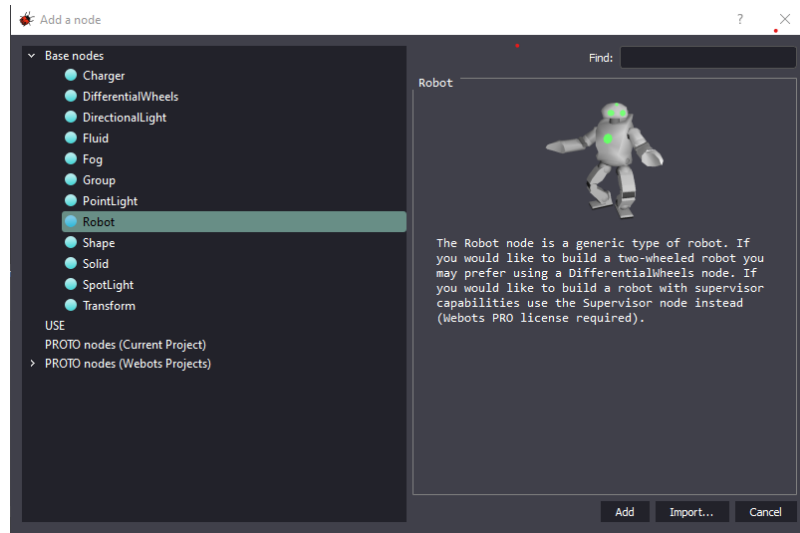 Add a node
?
Base nodes
Charger
DifferentialWheels
DirectionalLight
Fluid
Fog
Group
PointLight
Robot
Shape
Solid
SpotLight
Transform
USE
PROTO nodes (Current Project)
PROTO nodes (Webots Projects)
Find:
Robot
The Robot node is a generic type of robot. If
you would like to build a two-wheeled robot you
may prefer using a DifferentialWheels node. If
you would like to build a robot with supervisor
capabilities use the Supervisor node instead
(Webots PRO license required).
Add
Import...
Cancel